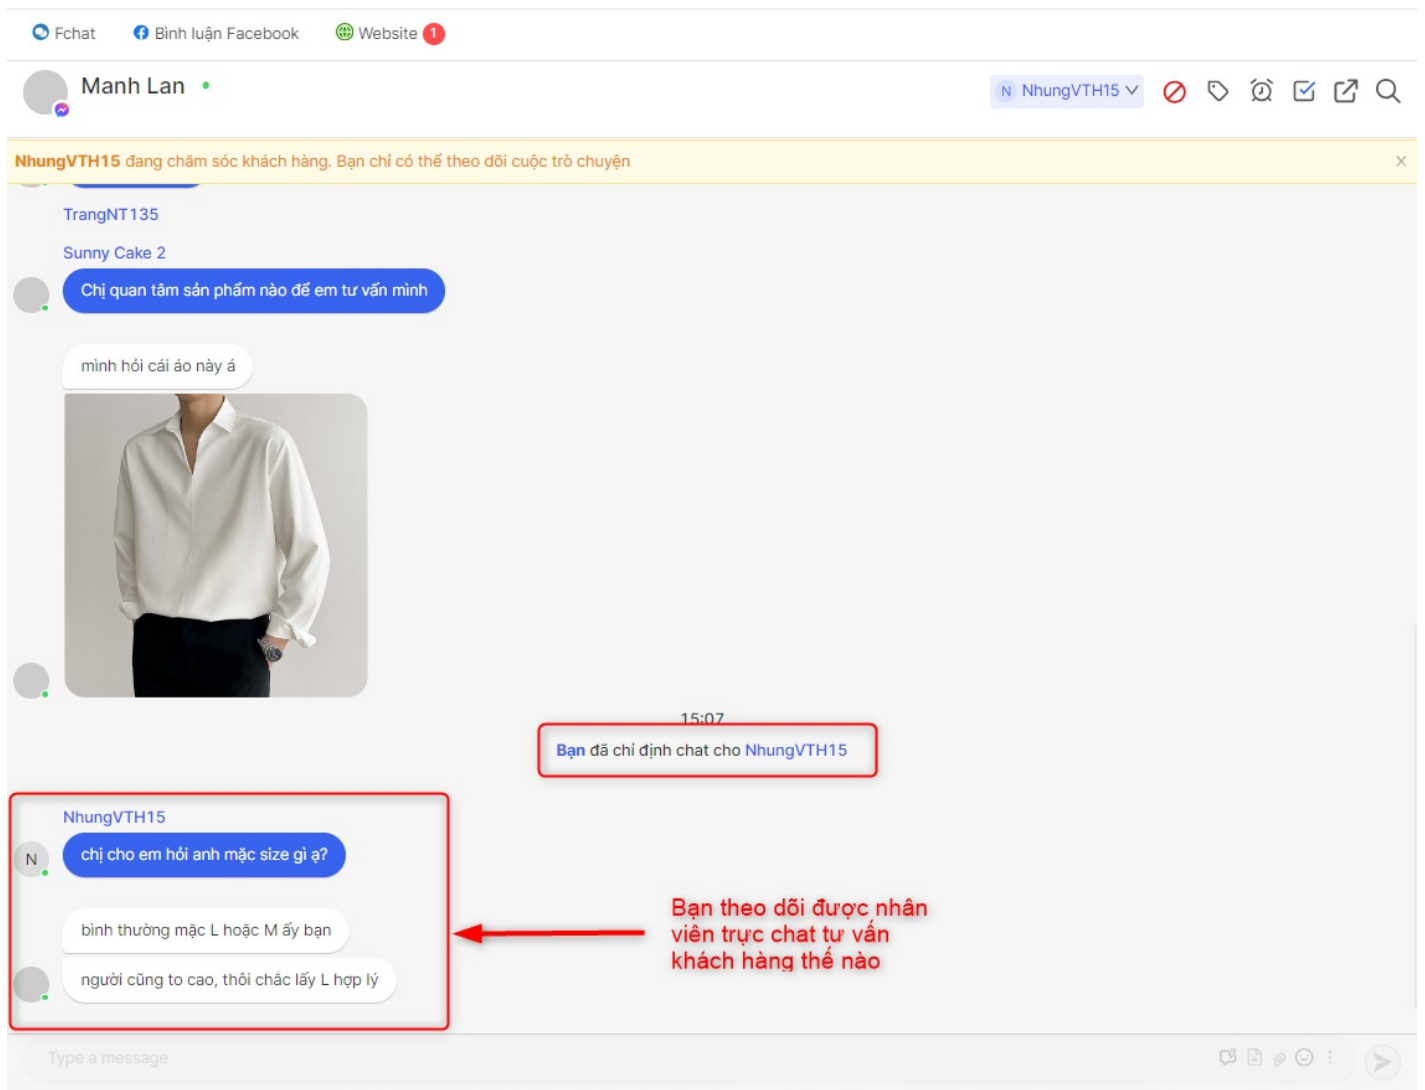 Fchat Bình luận Facebook Website 1
Manh Lan
N NhungVTH15
NhungVTH15 đang chăm sóc khách hàng. Bạn chỉ có thể theo dõi cuộc trò chuyện
TrangNT135
Sunny Cake 2
Chị quan tâm sản phẩm nào để em tư vấn mình
mình hỏi cái áo này á
15:07
Bạn đã chỉ định chat cho NhungVTH15
NhungVTH15
N
chị cho em hỏi anh mặc size gì ạ?
bình thường mặc L hoặc M ấy bạn
người cũng to cao, thôi chắc lấy L hợp lý
Bạn theo dõi được nhân
viên trực chat tư vấn
khách hàng thế nào
Type a message